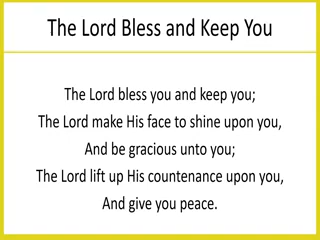 The Lord Bless and Keep You
The Lord bless you and keep you;
The Lord make His face to shine upon you,
And be gracious unto you;
The Lord lift up His countenance upon you,
And give you peace.